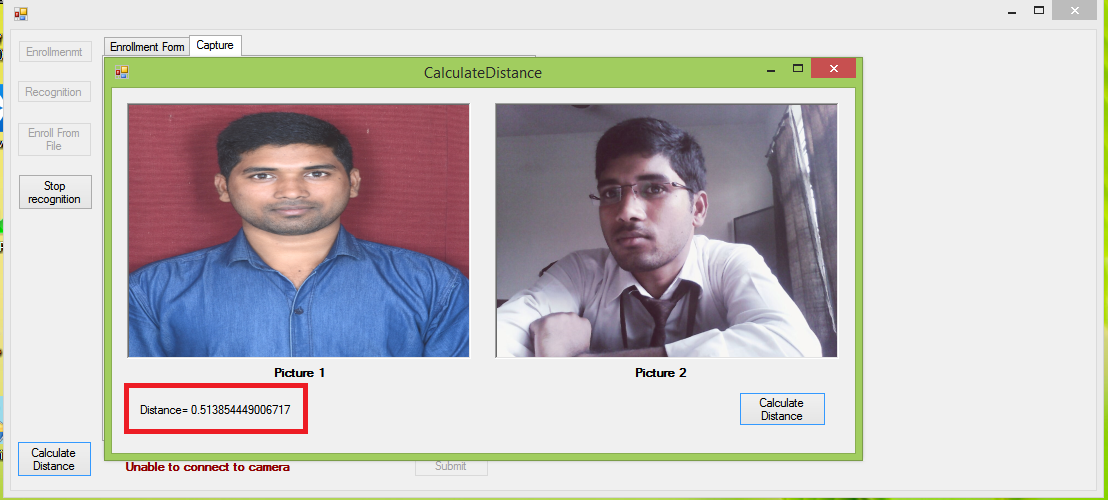 Enrollmenmt
Enrollment Form
Capture
CalculateDistance
Recognition
Enroll From
File
Stop
recognition
Picture 1
Picture 2
Distance= 0.513854449006717
Calculate
Distance
Calculate
Distance
Unable to connect to camera
Submit